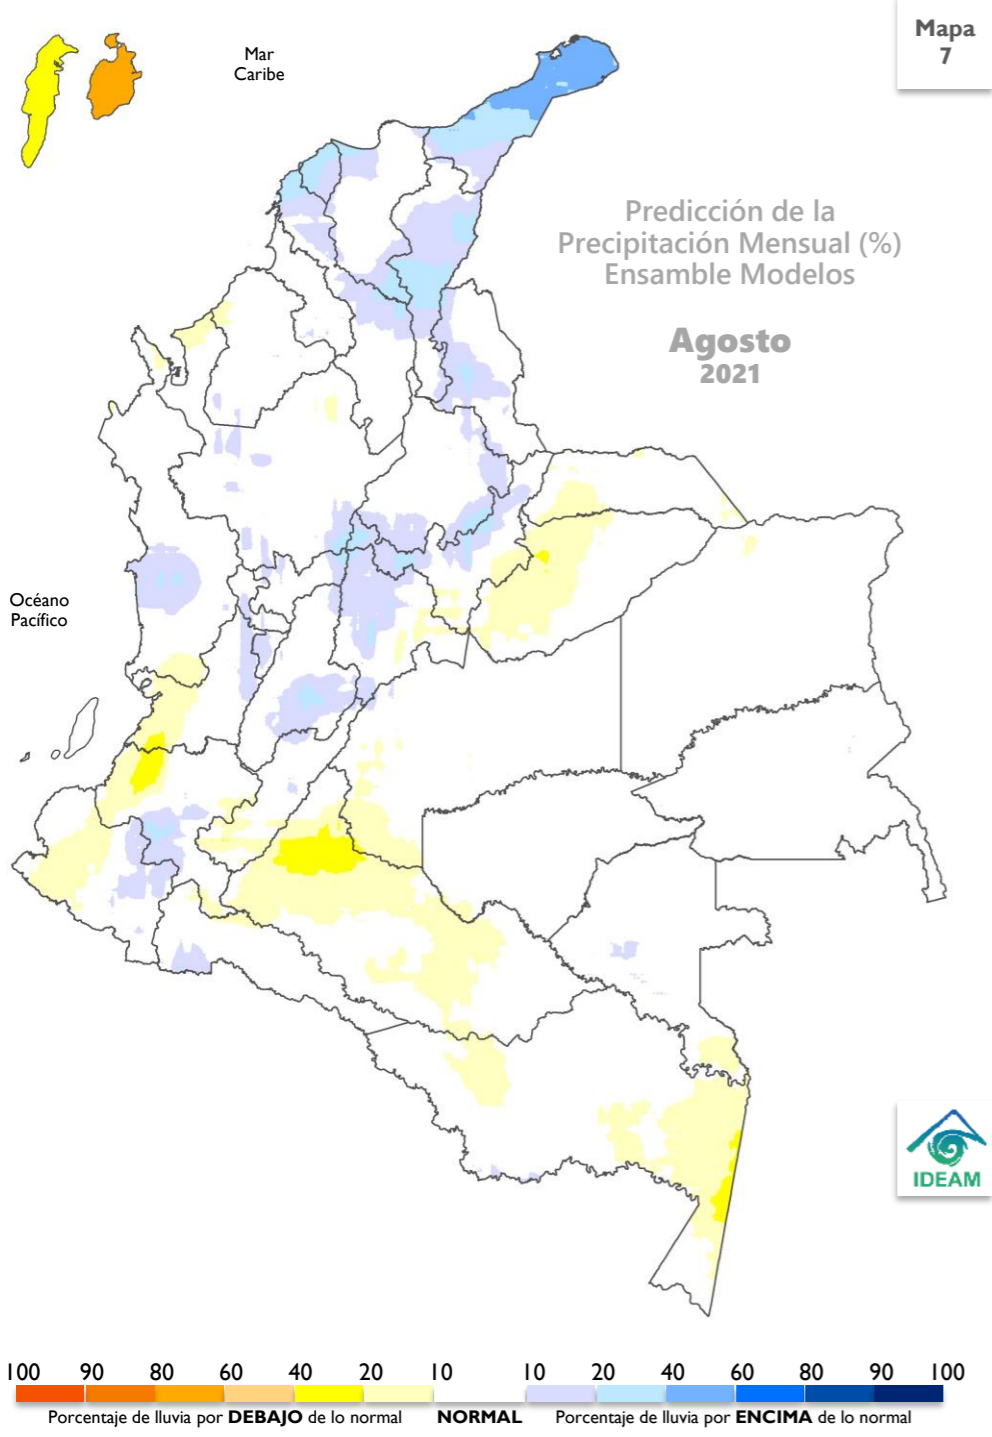 Mapa
7
Mar
Caribe
Predicción de la
Precipitación Mensual (%)
Ensamble Modelos
Agosto
2021
Océano
Pacífico
IDEAM
100 90 80 60 40 20 10 10 20 40 60 80 90 100
Porcentaje de lluvia por DEBAJO de lo normal NORMAL Porcentaje de lluvia por ENCIMA de lo normal